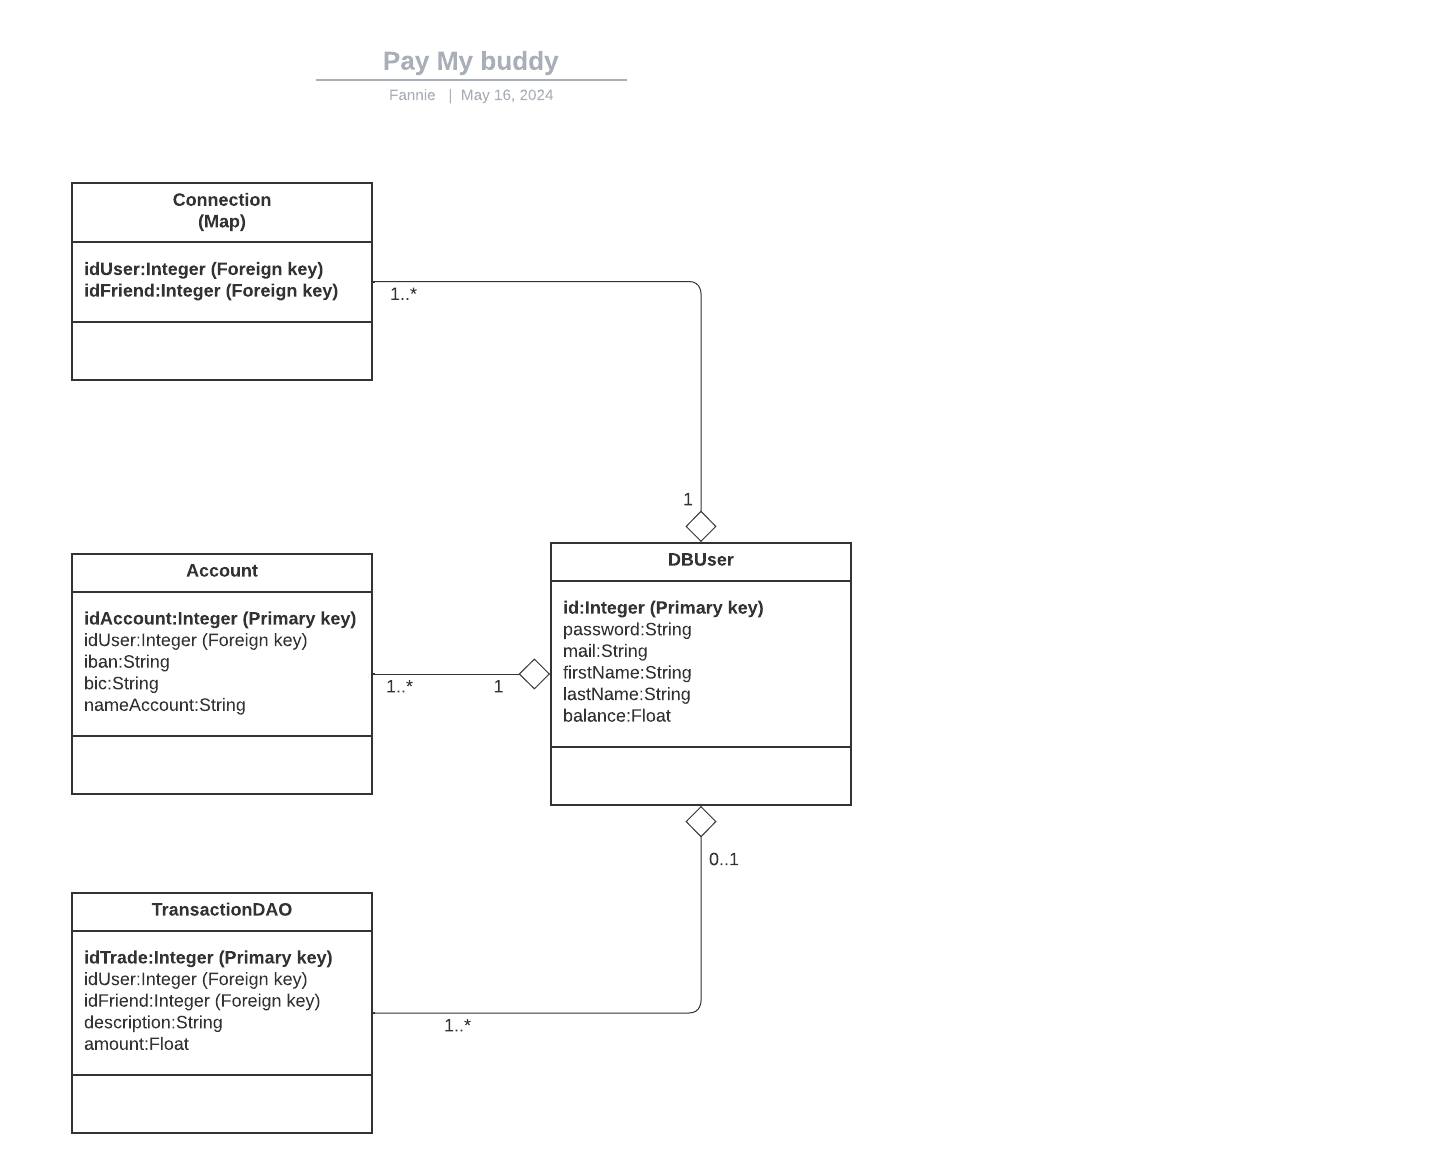 Pay My buddy
Fannie | May 16, 2024
Connection
(Map)
idUser:Integer (Foreign key)
idFriend:Integer (Foreign key)
1..*
1
Account
idAccount:Integer (Primary key)
idUser:Integer (Foreign key)
iban:String
bic:String
nameAccount:String
1..*
1
DBUser
id:Integer (Primary key)
password:String
mail:String
firstName:String
lastName:String
balance:Float
0..1
TransactionDAO
idTrade:Integer (Primary key)
idUser:Integer (Foreign key)
idFriend:Integer (Foreign key)
description:String
amount:Float
1..*